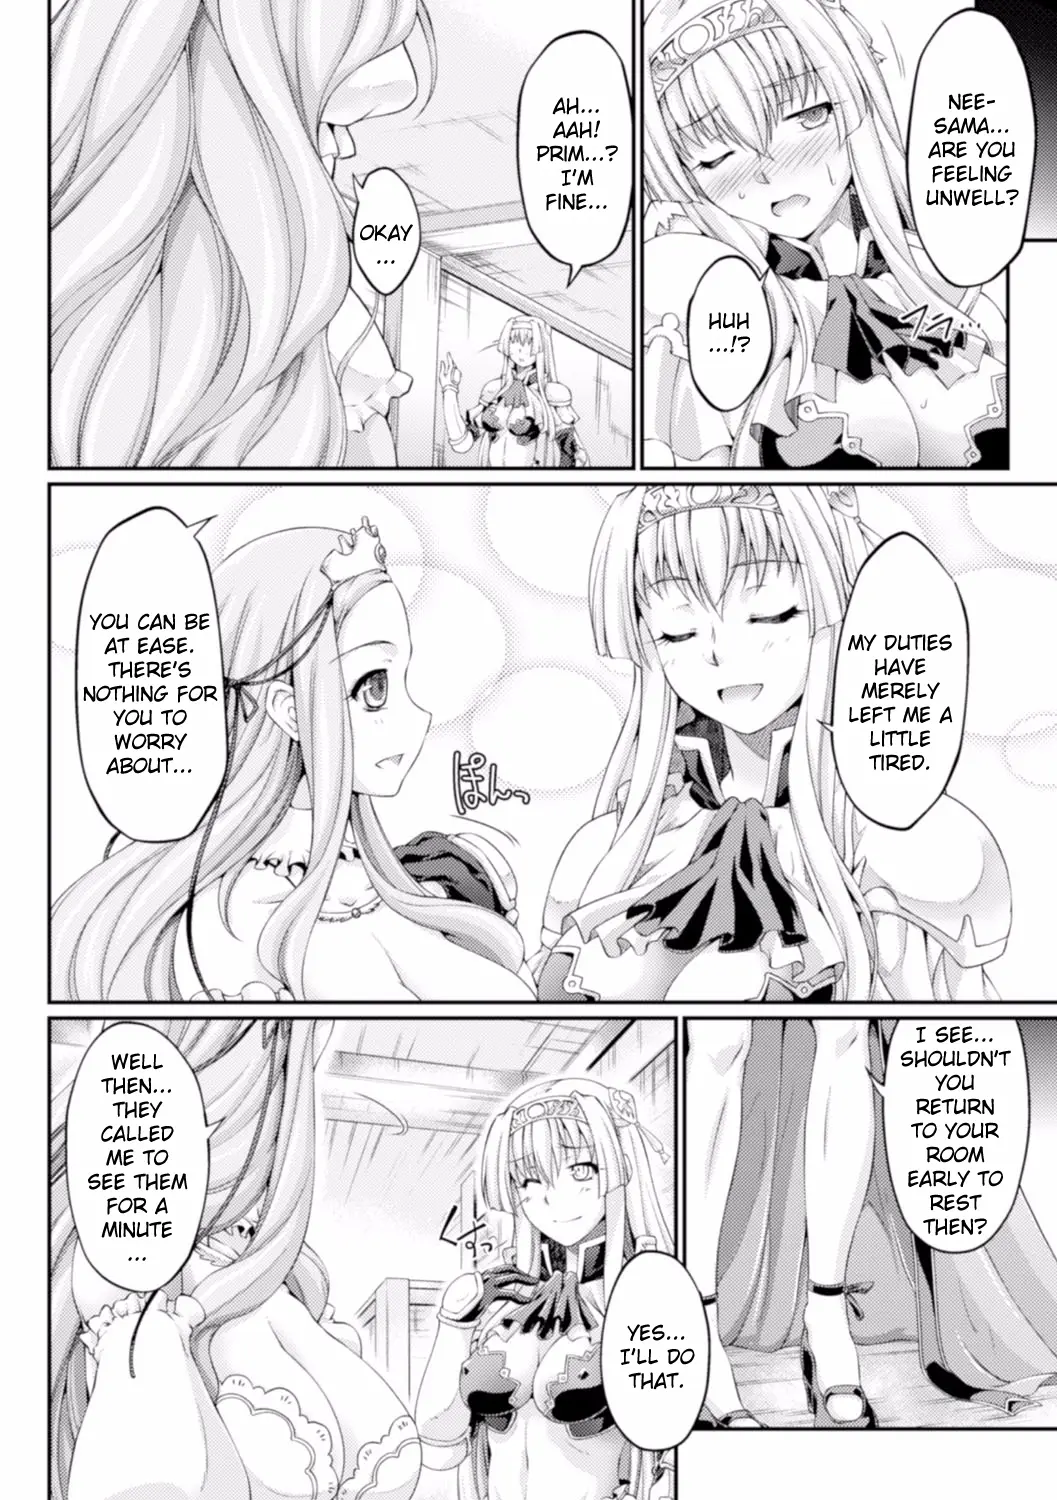 NEE-
SAMA...
ARE YOU
FEELING
UNWELL?
HUH
...!?
AH...
AAH!
PRIM...?
I'M
FINE...
OKAY
...
MY DUTIES
HAVE
MERELY
LEFT ME A
LITTLE
TIRED.
YOU CAN BE
AT EASE.
THERE'S
NOTHING FOR
YOU TO
WORRY
ABOUT...
ぽんっ
I SEE...
SHOULDN'T
YOU
RETURN
TO YOUR
ROOM
EARLY TO
REST
THEN?
YES...
I'LL DO
THAT.
WELL
THEN...
THEY
CALLED
ME TO
SEE THEM
FOR A
MINUTE
...